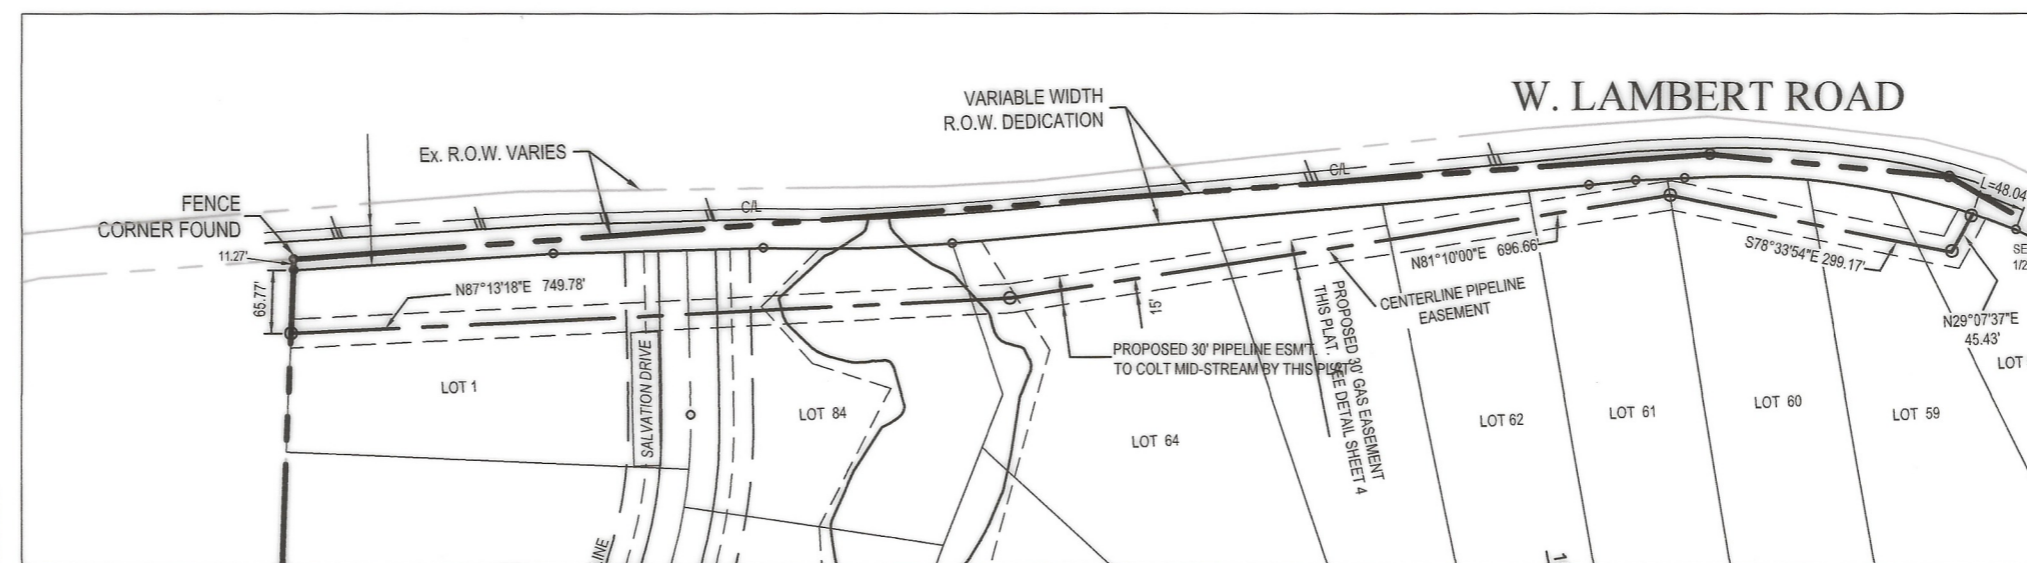 W. LAMBERT ROAD
VARIABLE WIDTH
R.O.W. DEDICATION
Ex. R.O.W. VARIES
FENCE
CORNER FOUND
C/L
C/L
L=48.04'
11.27'
65.77'
N87°13'18"E 749.78'
N81°10'00"E 696.66'
S78°33'54"E 299.17'
SE
1/2
CENTERLINE PIPELINE
EASEMENT
15'
N29°07'37"E
45.43'
PROPOSED 30' PIPELINE ESM'T.
TO COLT MID-STREAM BY THIS PLAT
PROPOSED 30' GAS EASEMENT
THIS PLAT. SEE DETAIL SHEET 4
SALVATION DRIVE
LOT 1
LOT 84
LOT 64
LOT 62
LOT 61
LOT 60
LOT 59
LOT
INE